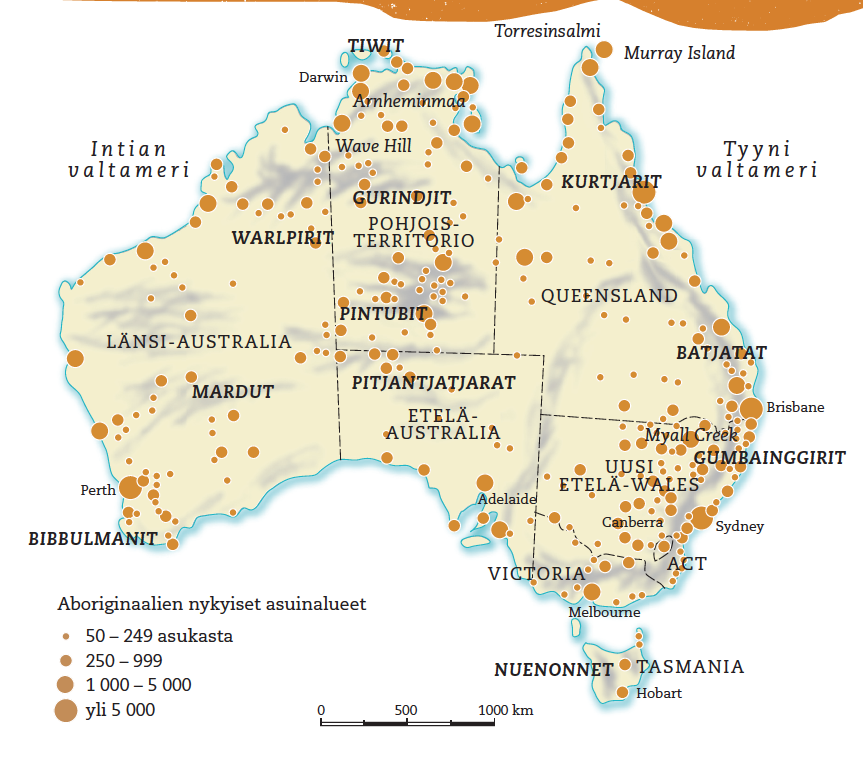 TIWIT
Torresinsalmi
Murray Island
Darwin
Arnheminmaa
Intian
valtameri
Wave Hill
Tyyni
valtameri
KURTJARIT
GURINDJIT
POHJOIS-
TERRITORIO
WARLPIRIT
QUEENSLAND
PINTUBIT
LÄNSI-AUSTRALIA
BATJATAT
PITJANTJATJARAT
MARDUT
Brisbane
ETELÄ-
AUSTRALIA
Myall Creek
GUMBAINGGIRIT
UUSI
ETELÄ-WALES
Perth
Adelaide
Canberra
Sydney
BIBBULMANIT
ACT
VICTORIA
Melbourne
Aboriginaalien nykyiset asuinalueet
50 – 249 asukasta
250 – 999
1 000 – 5 000
yli 5 000
NUENONNET
TASMANIA
Hobart
0 500 1000 km